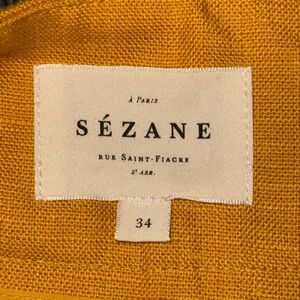 À Paris
SÉZANE
Rue Saint-Fiacre
2ᵉ arr.
34